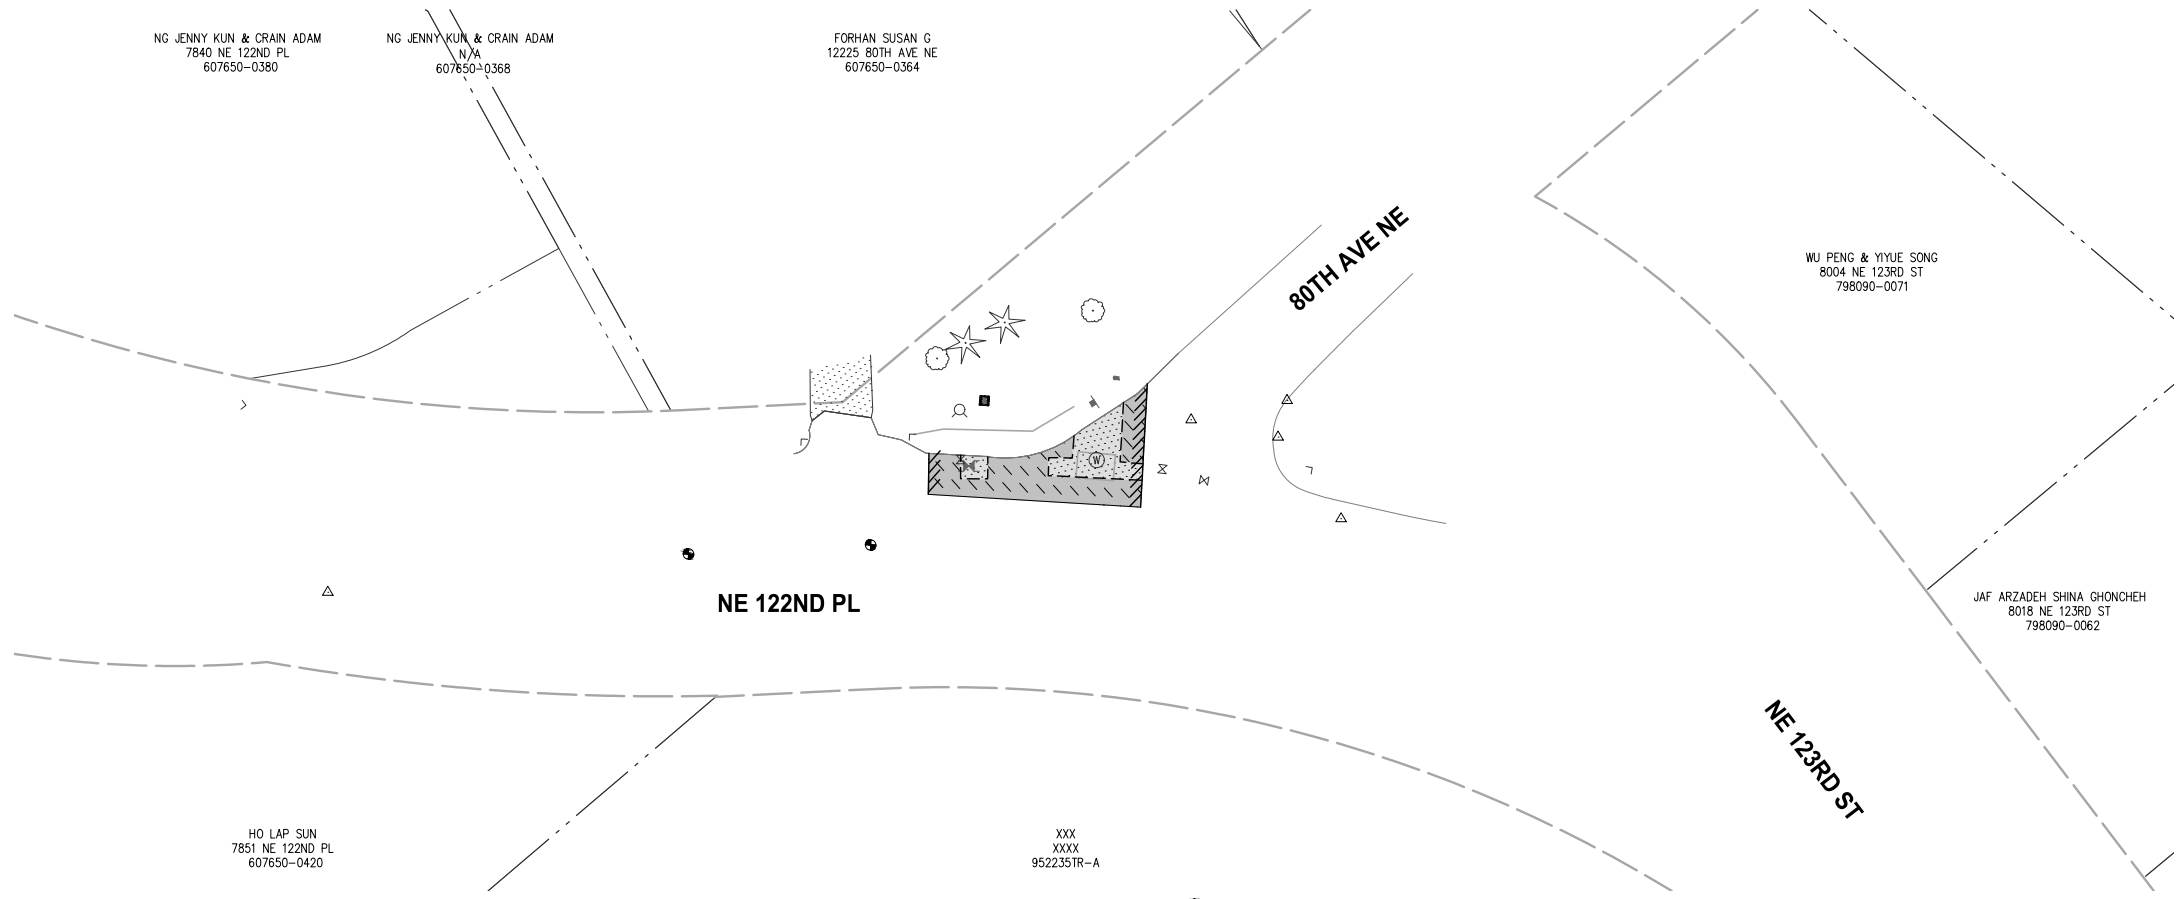 NG JENNY KUN & CRAIN ADAM
7840 NE 122ND PL
607650-0380
NG JENNY KUN & CRAIN ADAM
N/A
607650-0368
FORHAN SUSAN G
12225 80TH AVE NE
607650-0364
80TH AVE NE
WU PENG & YIYUE SONG
8004 NE 123RD ST
798090-0071
W
NE 122ND PL
JAF ARZADEH SHINA GHONCHEH
8018 NE 123RD ST
798090-0062
NE 123RD ST
HO LAP SUN
7851 NE 122ND PL
607650-0420
XXX
XXXX
952235TR-A